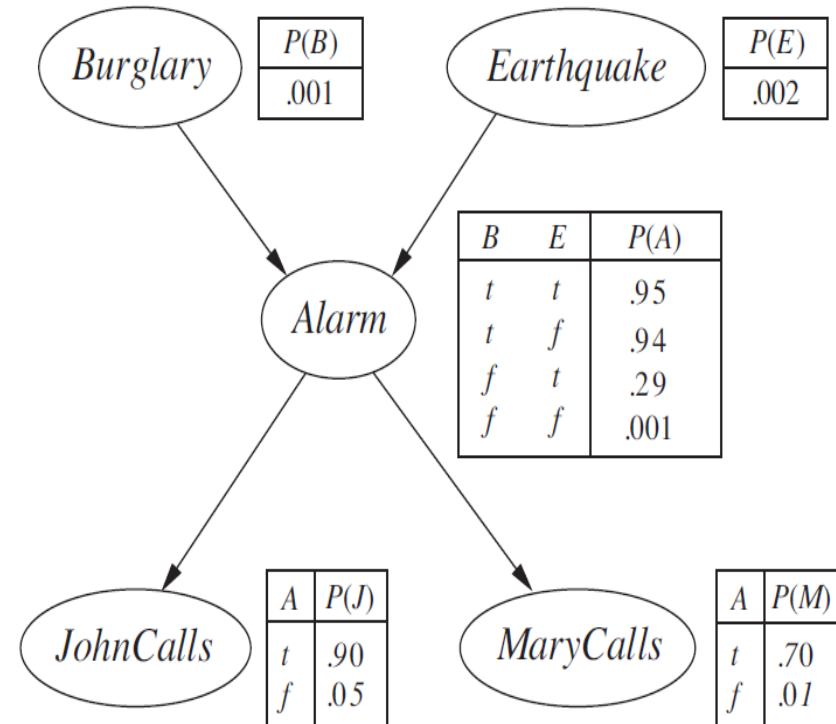 Burglary
P(B)
.001
Earthquake
P(E)
.002
Alarm
B E P(A)
t t .95
t f .94
f t .29
f f .001
JohnCalls
A P(J)
t .90
f .05
MaryCalls
A P(M)
t .70
f .01